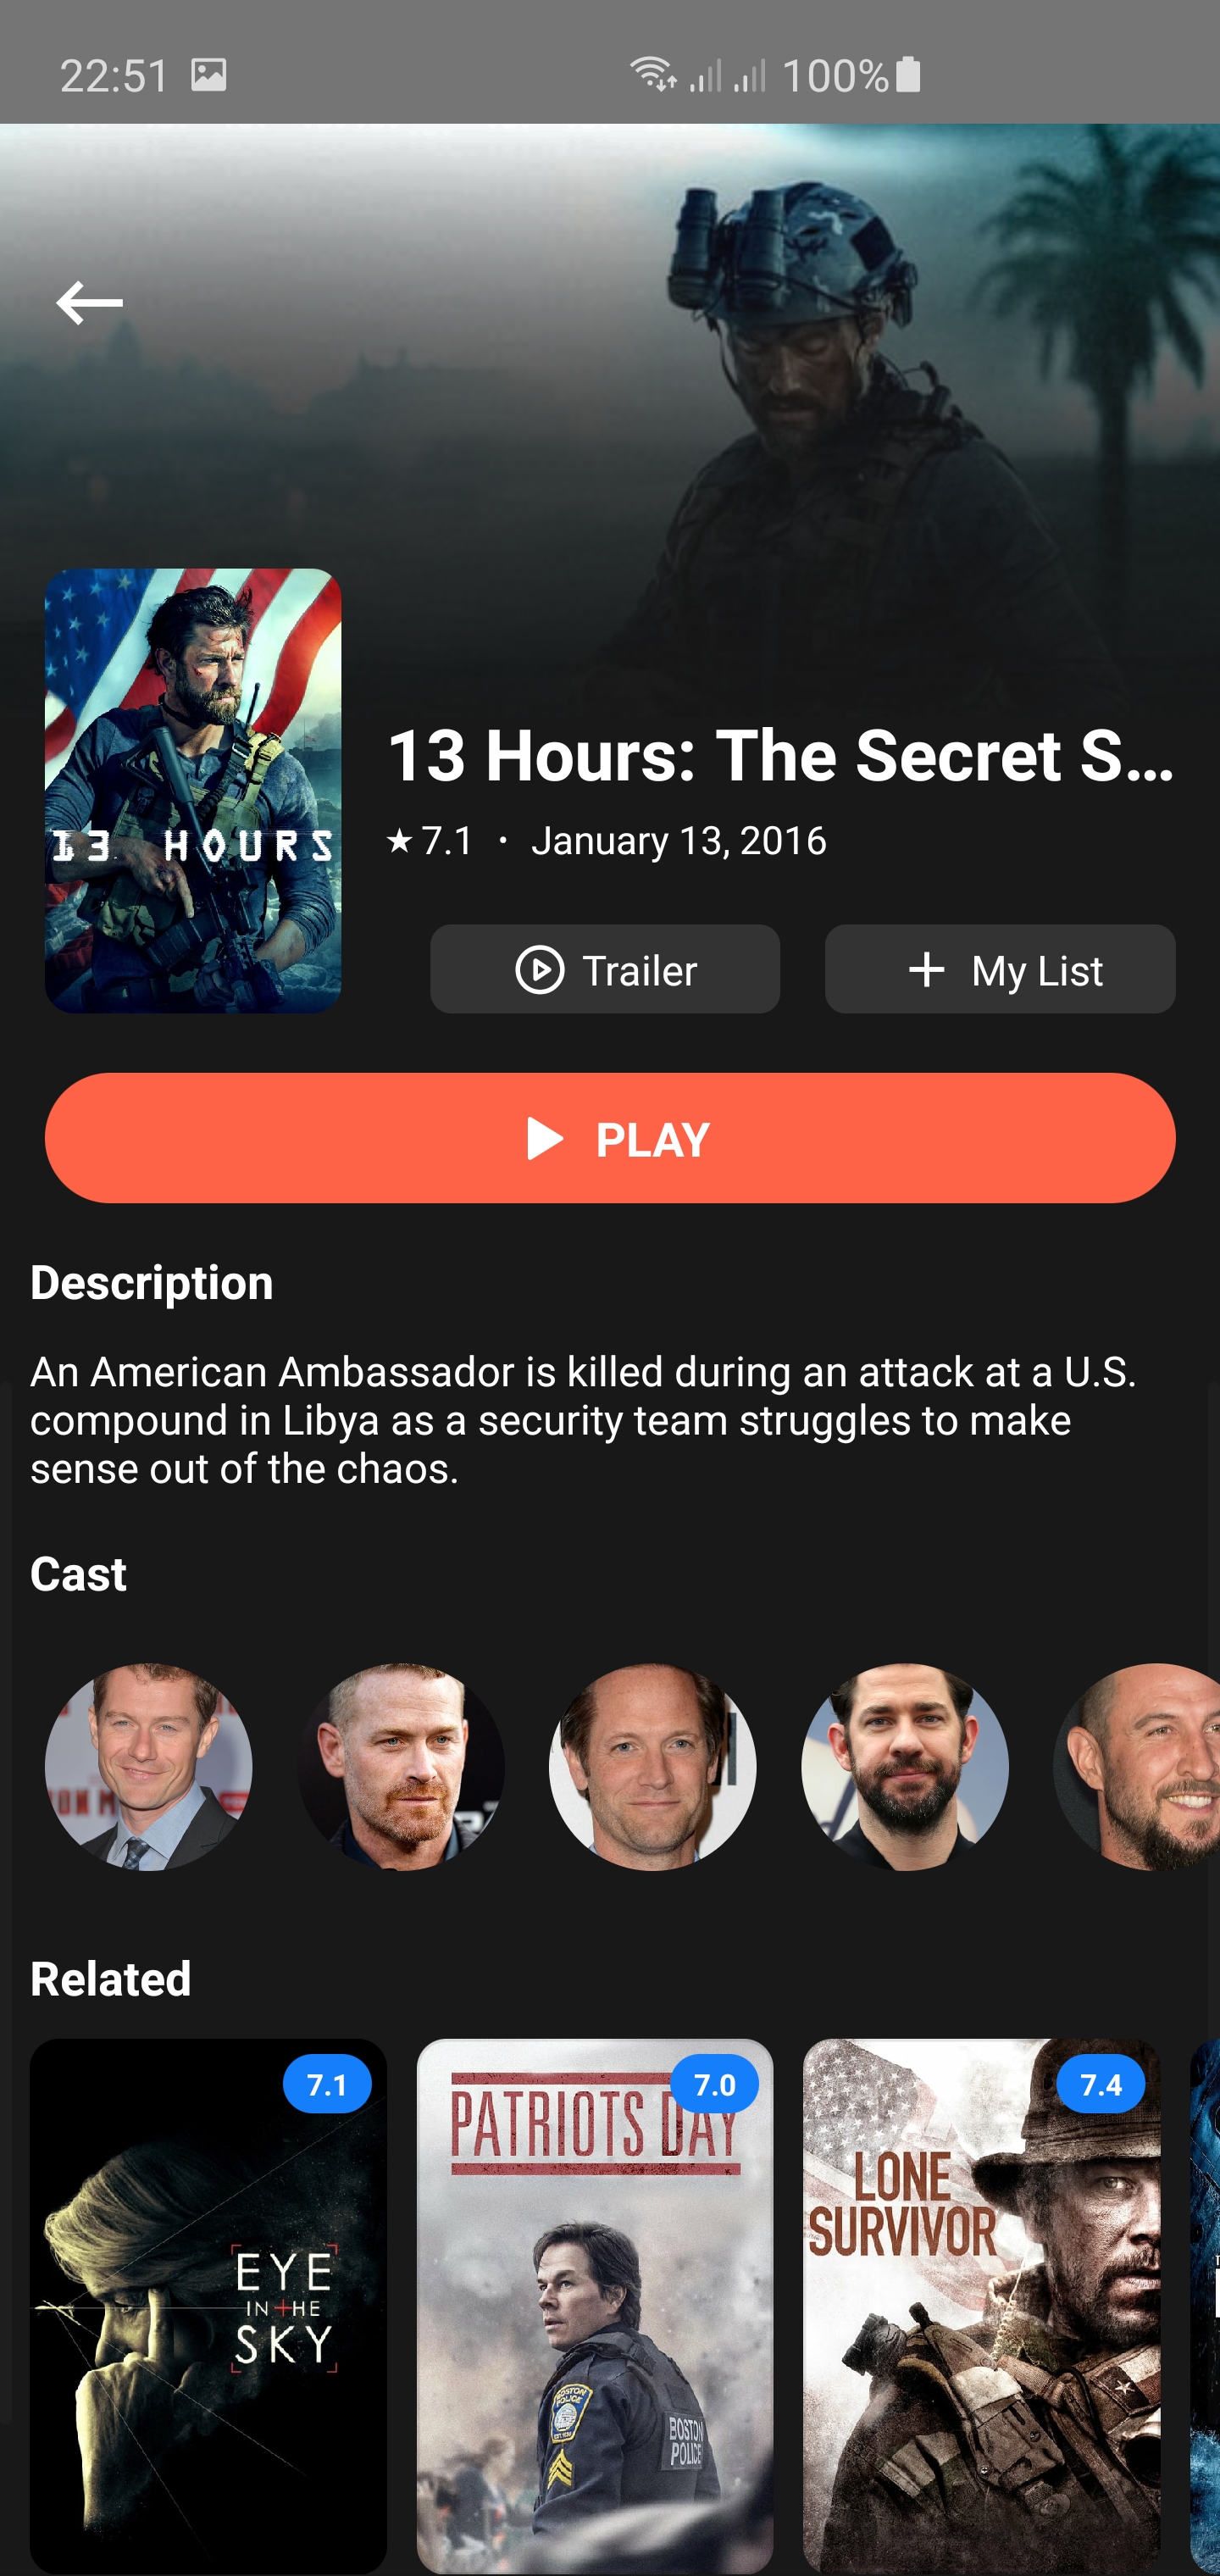 22:51
100%
13 HOURS
13 Hours: The Secret S...
★ 7.1 • January 13, 2016
Trailer
My List
PLAY
Description
An American Ambassador is killed during an attack at a U.S.
compound in Libya as a security team struggles to make
sense out of the chaos.
Cast
Related
7.1
EYE
IN THE
SKY
7.0
PATRIOTS DAY
BOSTON
POLICE
BOSTON
POLICE
7.4
LONE
SURVIVOR